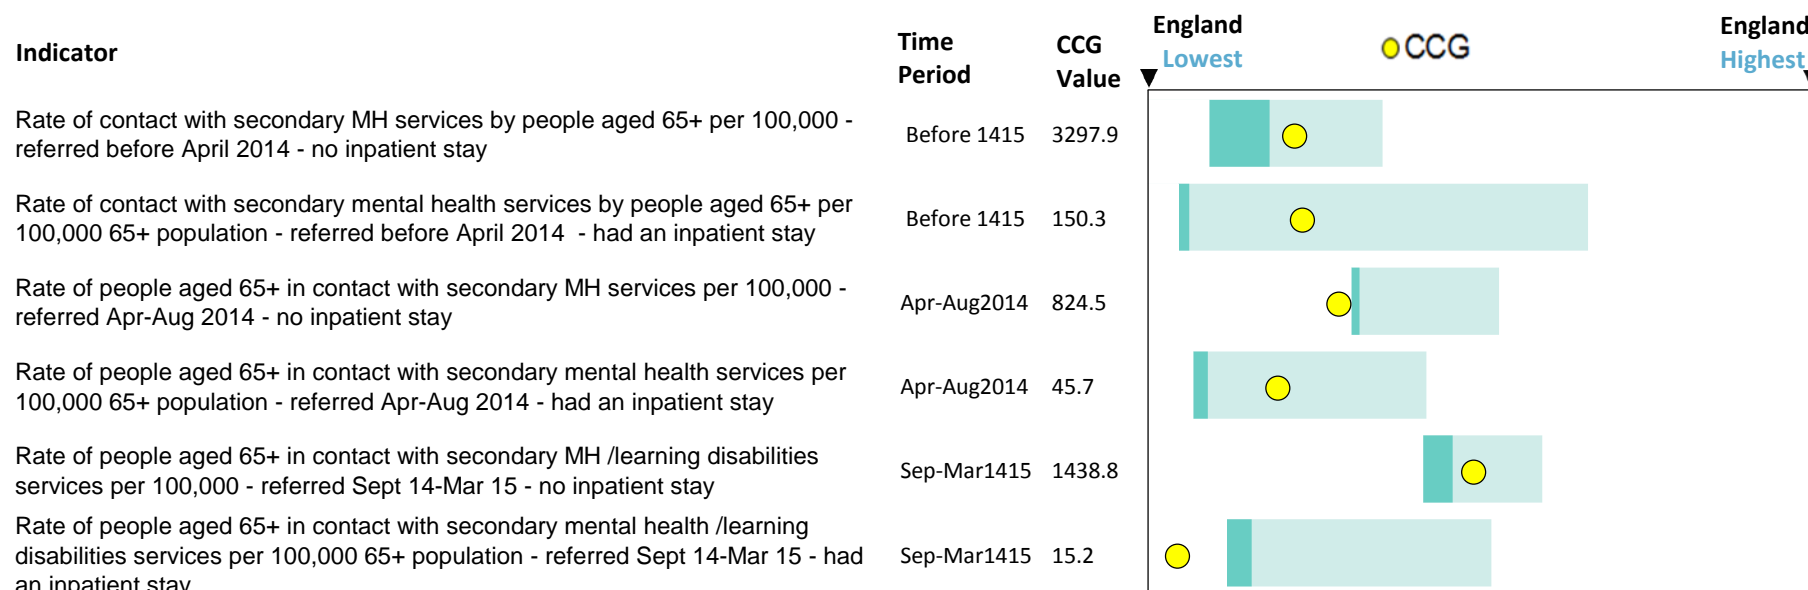 Indicator
Time Period
CCG Value
England Lowest
CCG
England Highest
Rate of contact with secondary MH services by people aged 65+ per 100,000 -
referred before April 2014 - no inpatient stay
Before 1415 3297.9
Rate of contact with secondary mental health services by people aged 65+ per
100,000 65+ population - referred before April 2014 - had an inpatient stay
Before 1415 150.3
Rate of people aged 65+ in contact with secondary MH services per 100,000 -
referred Apr-Aug 2014 - no inpatient stay
Apr-Aug2014 824.5
Rate of people aged 65+ in contact with secondary mental health services per
100,000 65+ population - referred Apr-Aug 2014 - had an inpatient stay
Apr-Aug2014 45.7
Rate of people aged 65+ in contact with secondary MH /learning disabilities
services per 100,000 - referred Sept 14-Mar 15 - no inpatient stay
Sep-Mar1415 1438.8
Rate of people aged 65+ in contact with secondary mental health /learning
disabilities services per 100,000 65+ population - referred Sept 14-Mar 15 - had
an inpatient stay
Sep-Mar1415 15.2